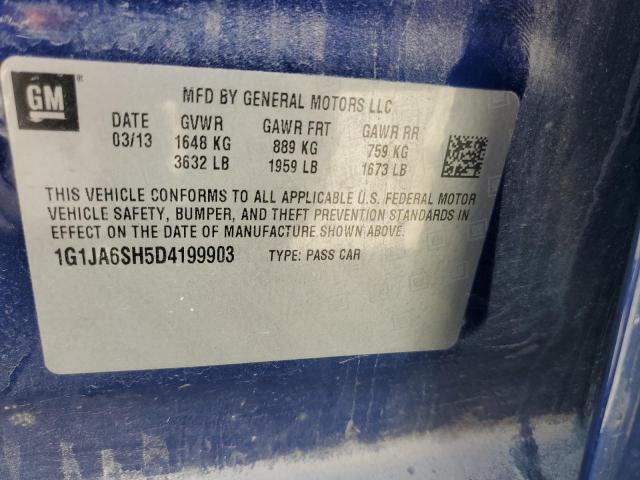 GM ®
MFD BY GENERAL MOTORS LLC
DATE GVWR GAWR FRT GAWR RR
03/13 1648 KG 889 KG 759 KG
3632 LB 1959 LB 1673 LB
THIS VEHICLE CONFORMS TO ALL APPLICABLE U.S. FEDERAL MOTOR
VEHICLE SAFETY, BUMPER, AND THEFT PREVENTION STANDARDS IN
EFFECT ON THE DATE OF MANUFACTURE SHOWN ABOVE.
1G1JA6SH5D4199903 TYPE: PASS CAR